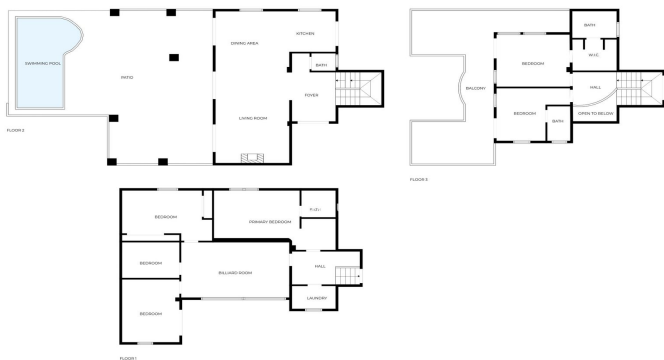 SWIMMING POOL
PATIO
DINING AREA
KITCHEN
BATH
FOYER
LIVING ROOM
FLOOR 2
BATH
W.I.C
BEDROOM
HALL
BALCONY
BEDROOM
BATH
OPEN TO BELOW
FLOOR 3
BEDROOM
PRIMARY BEDROOM
BEDROOM
BILLIARD ROOM
HALL
BEDROOM
LAUNDRY
FLOOR 1